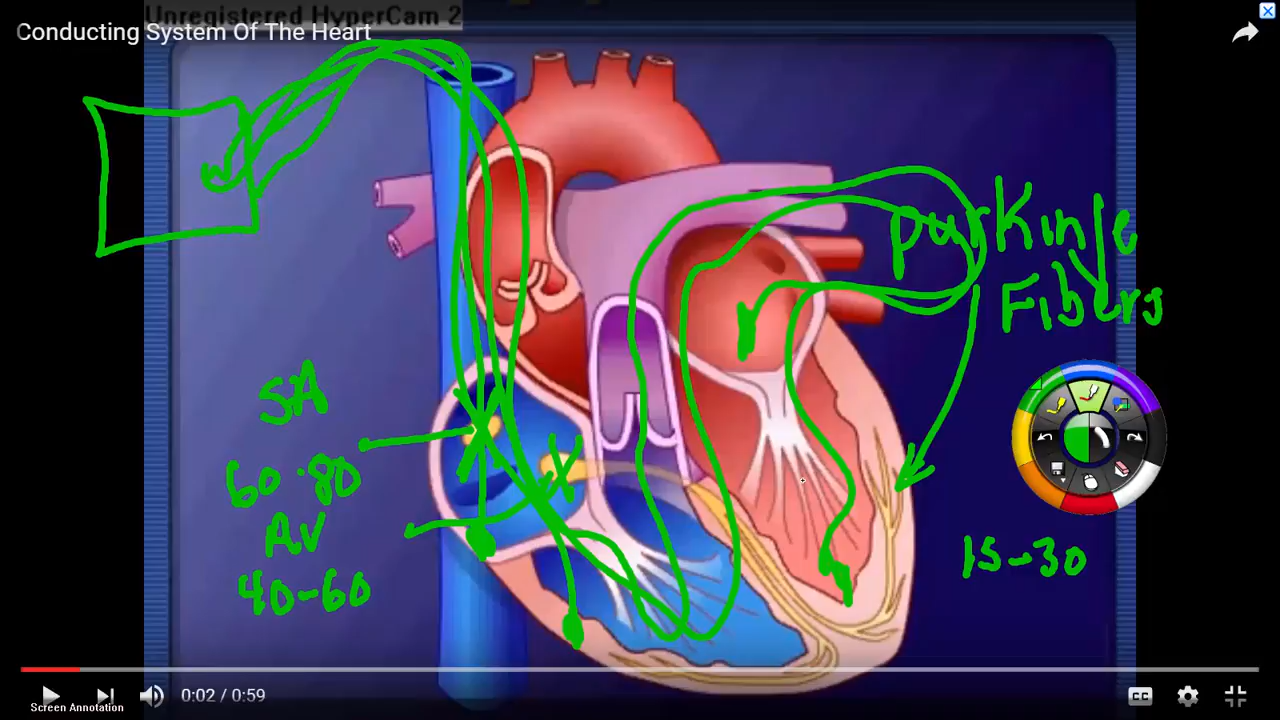 Unregistered HyperCam 2
Conducting System Of The Heart
purkinje
Fibers
SA
60-80
AV
40-60
15-30
0:02 / 0:59
CC
Screen Annotation